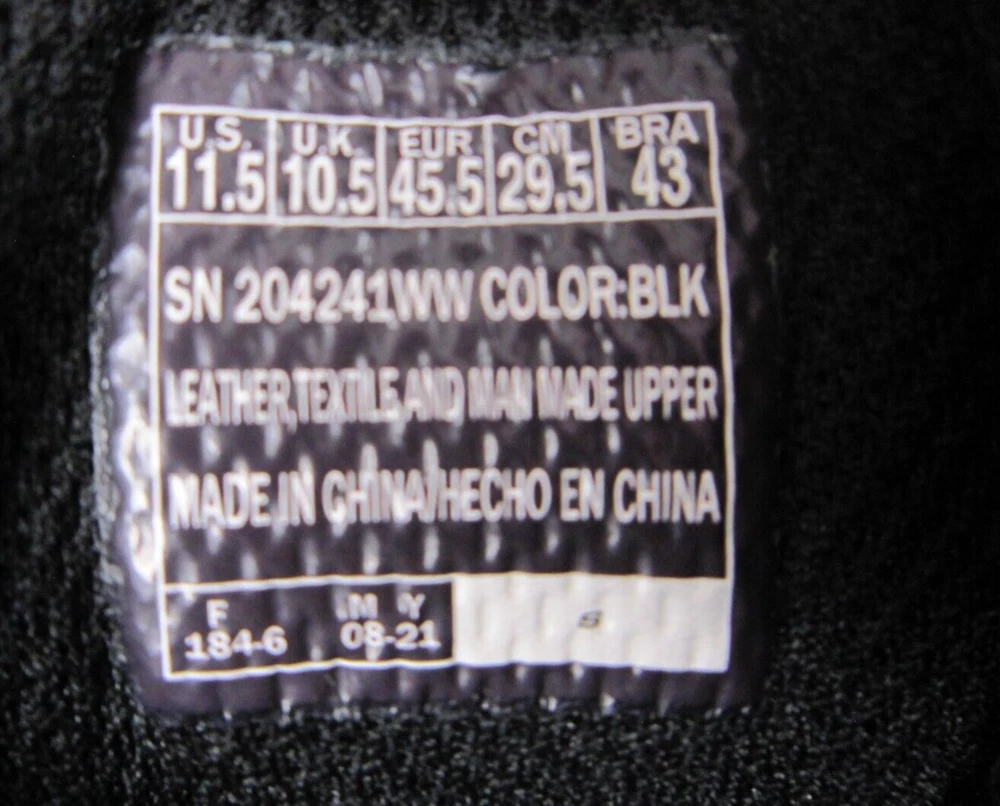 U.S. U.K. EUR CM BRA
11.5 10.5 45.5 29.5 43
SN 204241WW COLOR:BLK
LEATHER,TEXTILE AND MAN MADE UPPER
MADE IN CHINA/HECHO EN CHINA
F M Y
184-6 08-21
S